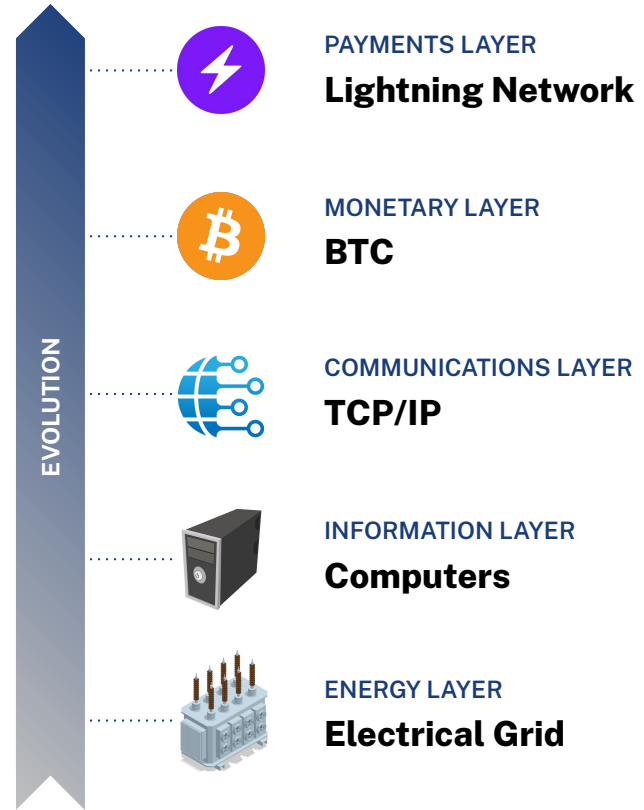 PAYMENTS LAYER
Lightning Network
MONETARY LAYER
BTC
COMMUNICATIONS LAYER
TCP/IP
INFORMATION LAYER
Computers
ENERGY LAYER
Electrical Grid
EVOLUTION